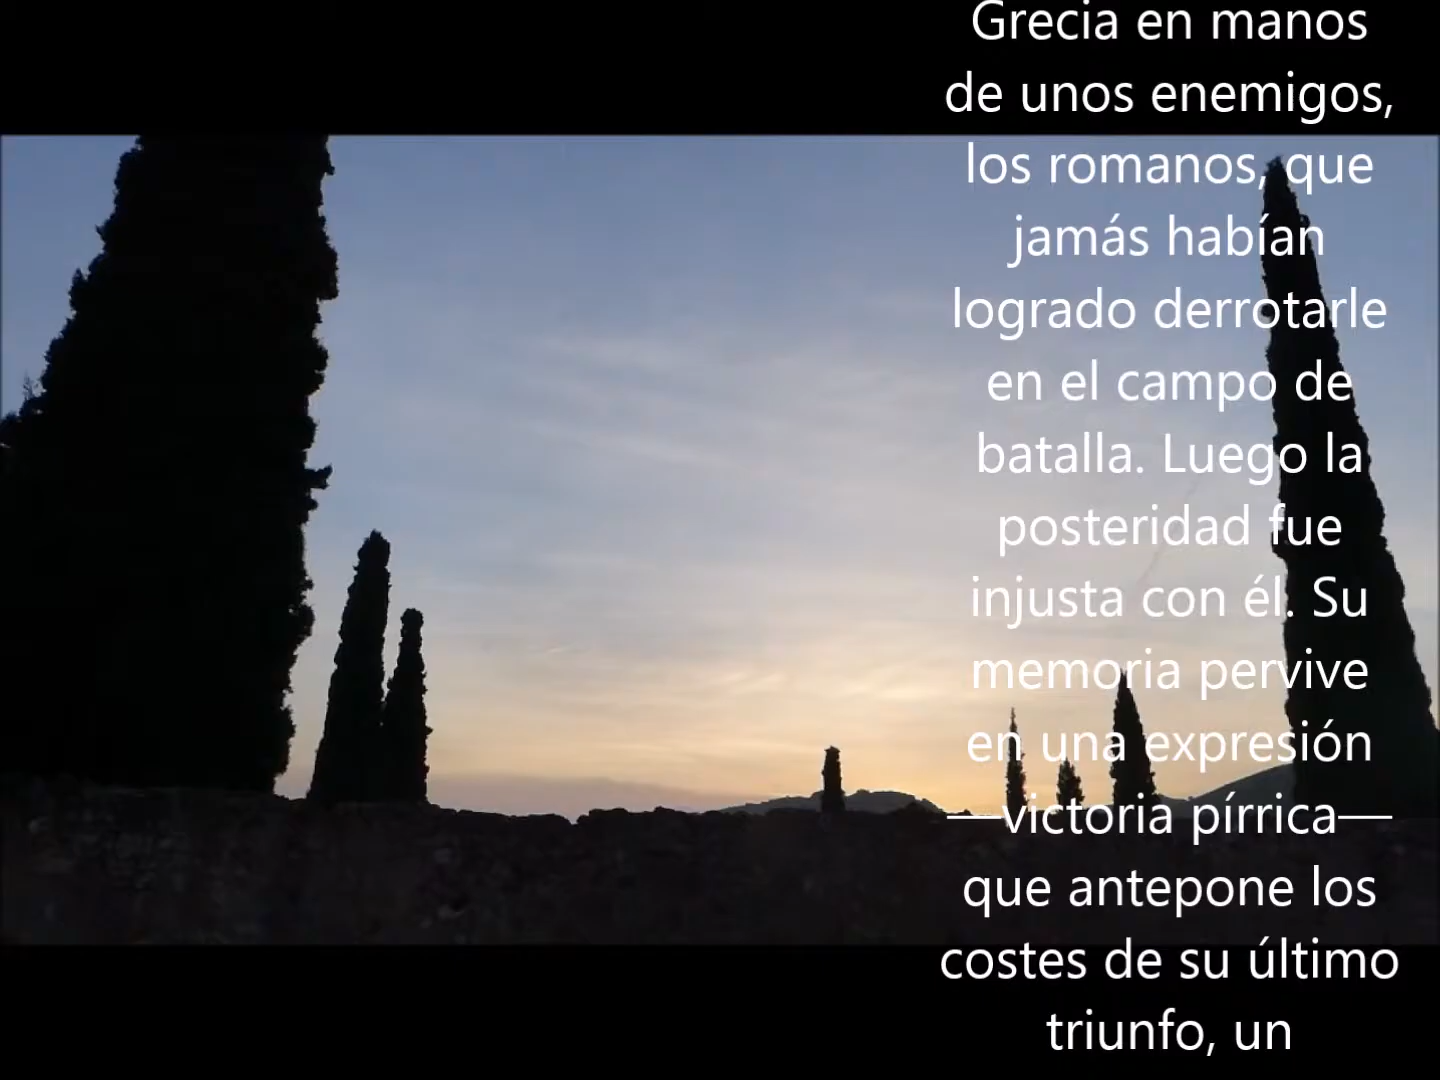 Grecia en manos
de unos enemigos,
los romanos, que
jamás habían
logrado derrotarle
en el campo de
batalla. Luego la
posteridad fue
injusta con él. Su
memoria pervive
en una expresión
—victoria pírrica—
que antepone los
costes de su último
triunfo, un